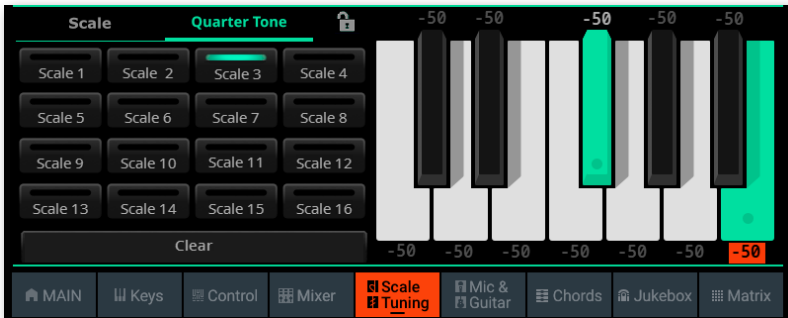 Scale Quarter Tone -50 -50 -50 -50 -50
Scale 1 Scale 2 Scale 3 Scale 4
Scale 5 Scale 6 Scale 7 Scale 8
Scale 9 Scale 10 Scale 11 Scale 12
Scale 13 Scale 14 Scale 15 Scale 16
Clear
-50 -50 -50 -50 -50 -50 -50
MAIN Keys Control Mixer Scale Tuning Mic & Guitar Chords Jukebox Matrix